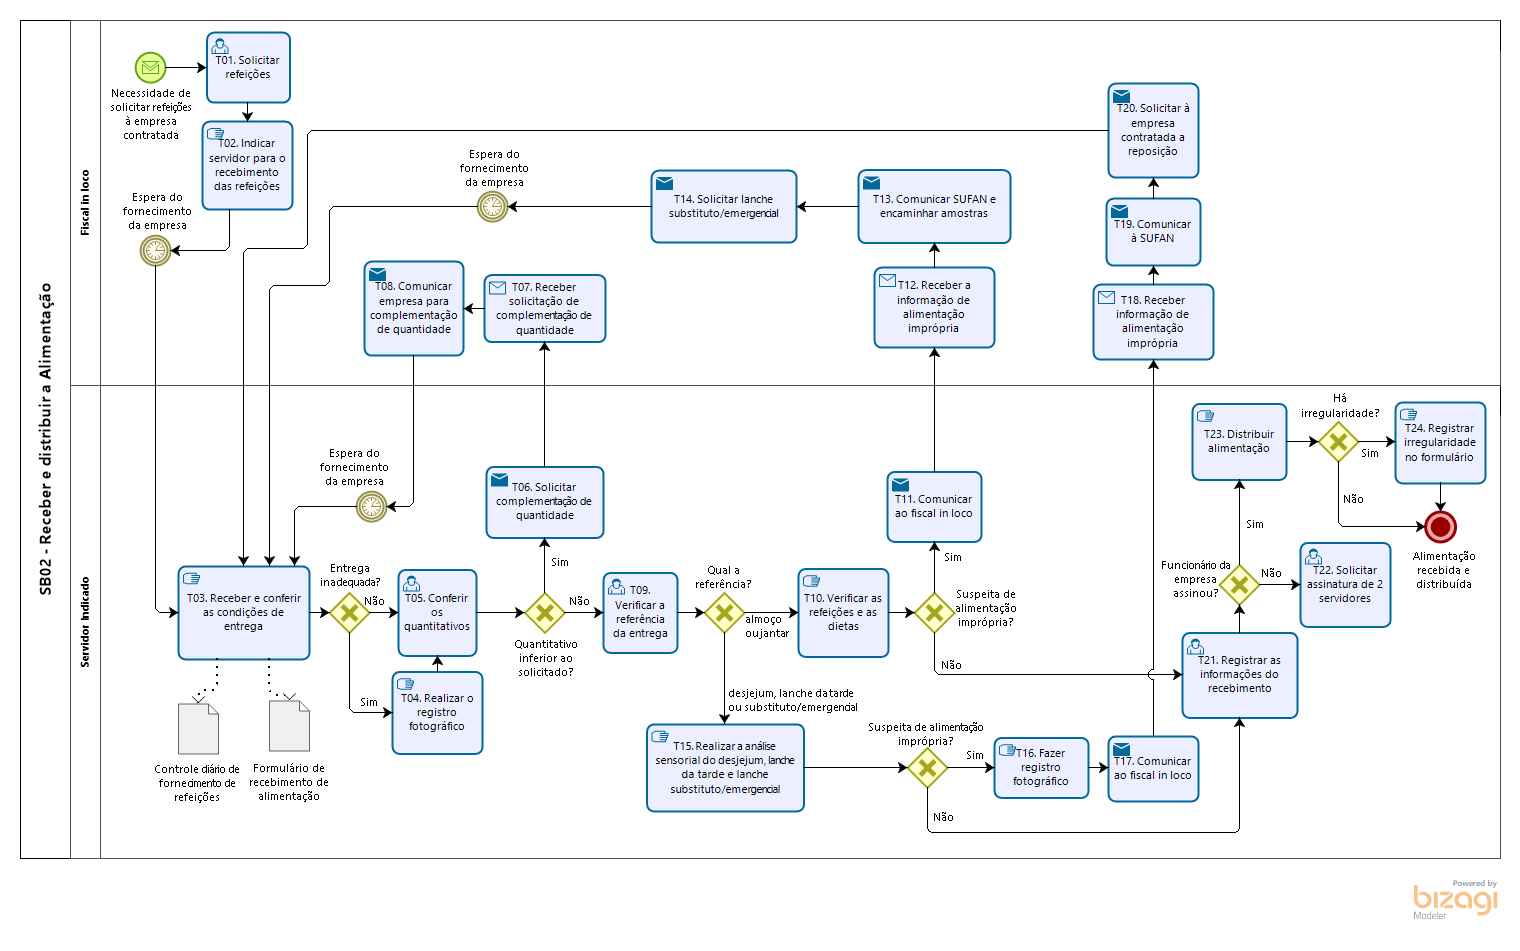 SB02 - Receber e distribuir a Alimentação
Fiscal in loco
Necessidade de
solicitar refeições
à empresa
contratada
T01. Solicitar
refeições
T02. Indicar
servidor para o
recebimento
das refeições
Espera do
fornecimento
da empresa
Espera do
fornecimento
da empresa
T08. Comunicar
empresa para
complementação
de quantidade
T07. Receber
solicitação de
complementação de
quantidade
T14. Solicitar lanche
substituto/emergencial
T13. Comunicar SUFAN e
encaminhar amostras
T12. Receber a
informação de
alimentação
imprópria
T20. Solicitar à
empresa
contratada a
reposição
T19. Comunicar
à SUFAN
T18. Receber
informação de
alimentação
imprópria
Servidor Indicado
Espera do
fornecimento
da empresa
T03. Receber e conferir
as condições de
entrega
Controle diário de
fornecimento de
refeições
Formulário de
recebimento de
alimentação
Entrega
inadequada?
Não
Sim
T04. Realizar o
registro
fotográfico
T05. Conferir
os
quantitativos
T06. Solicitar
complementação de
quantidade
Sim
Não
Quantitativo
inferior ao
solicitado?
T09.
Verificar a
referência
da entrega
Qual a
referência?
almoço
ou jantar
desjejum, lanche da tarde
ou substituto/emergencial
T10. Verificar as
refeições e as
dietas
T11. Comunicar
ao fiscal in loco
Sim
Suspeita de
alimentação
imprópria?
Não
T15. Realizar a análise
sensorial do desjejum, lanche
da tarde e lanche
substituto/emergencial
Suspeita de alimentação
imprópria?
Sim
Não
T16. Fazer
registro
fotográfico
T17. Comunicar
ao fiscal in loco
T21. Registrar as
informações do
recebimento
Funcionário da
empresa
assinou?
Não
Sim
T22. Solicitar
assinatura de 2
servidores
T23. Distribuir
alimentação
Há
irregularidade?
Sim
Não
T24. Registrar
irregularidade
no formulário
Alimentação
recebida e
distribuída
Powered by
bizagi
Modeler